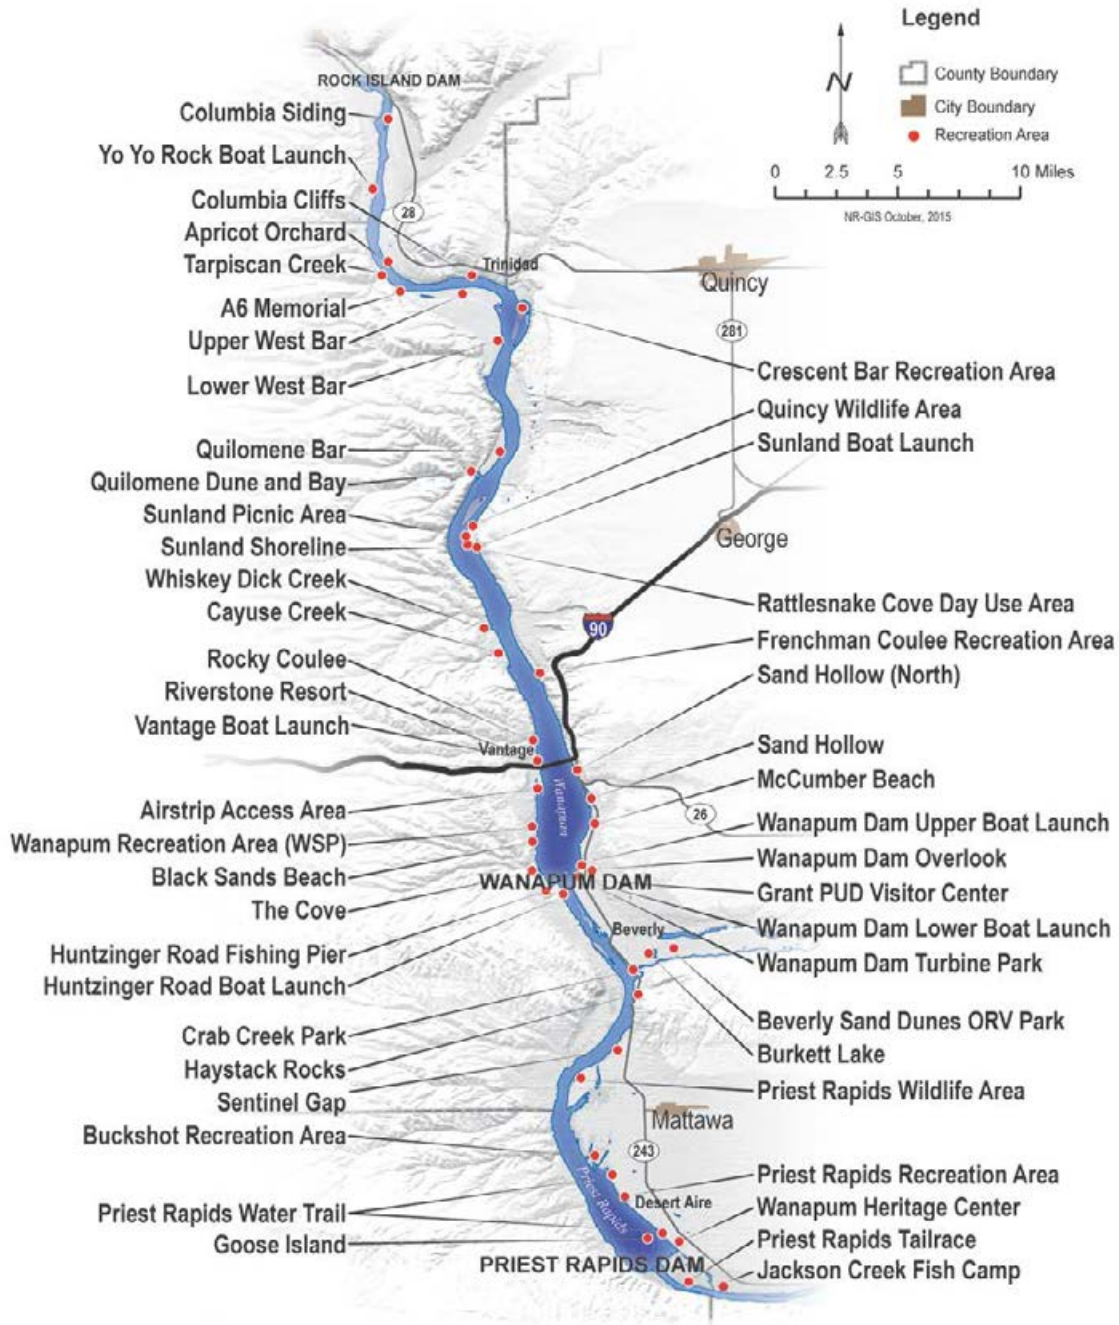 Legend
N
County Boundary
City Boundary
Recreation Area
0 2.5 5 10 Miles
NR-GIS October, 2015
ROCK ISLAND DAM
Columbia Siding
Yo Yo Rock Boat Launch
Columbia Cliffs
28
Apricot Orchard
Tarpiscan Creek
Trinidad
Quincy
A6 Memorial
Upper West Bar
281
Lower West Bar
Crescent Bar Recreation Area
Quincy Wildlife Area
Sunland Boat Launch
Quilomene Bar
Quilomene Dune and Bay
Sunland Picnic Area
George
Sunland Shoreline
Whiskey Dick Creek
Cayuse Creek
Rattlesnake Cove Day Use Area
90
Frenchman Coulee Recreation Area
Rocky Coulee
Sand Hollow (North)
Riverstone Resort
Vantage Boat Launch
Vantage
Sand Hollow
McCumber Beach
Wanapum
Airstrip Access Area
26
Wanapum Dam Upper Boat Launch
Wanapum Recreation Area (WSP)
Wanapum Dam Overlook
Black Sands Beach
WANAPUM DAM
Grant PUD Visitor Center
The Cove
Beverly
Wanapum Dam Lower Boat Launch
Huntzinger Road Fishing Pier
Wanapum Dam Turbine Park
Huntzinger Road Boat Launch
Beverly Sand Dunes ORV Park
Crab Creek Park
Burkett Lake
Haystack Rocks
Priest Rapids Wildlife Area
Sentinel Gap
Mattawa
Buckshot Recreation Area
243
Priest Rapids Recreation Area
Priest Rapids
Desert Aire
Wanapum Heritage Center
Priest Rapids Water Trail
Priest Rapids Tailrace
Goose Island
PRIEST RAPIDS DAM
Jackson Creek Fish Camp